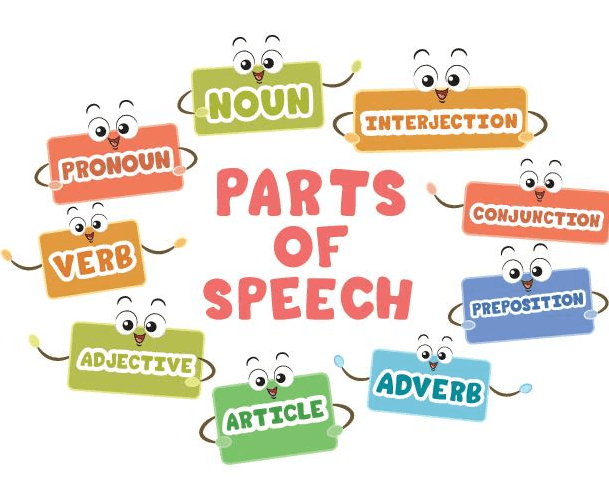 NOUN
INTERJECTION
PRONOUN
PARTS
OF
SPEECH
CONJUNCTION
VERB
PREPOSITION
ADJECTIVE
ADVERB
ARTICLE